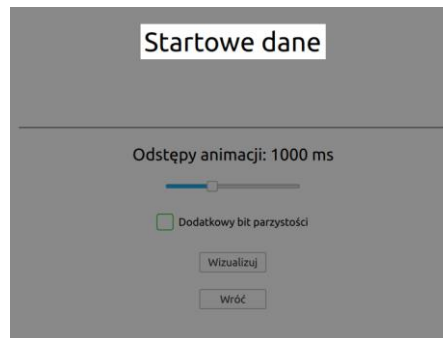 Startowe dane
Odstępy animacji: 1000 ms
Dodatkowy bit parzystości
Wizualizuj
Wróć